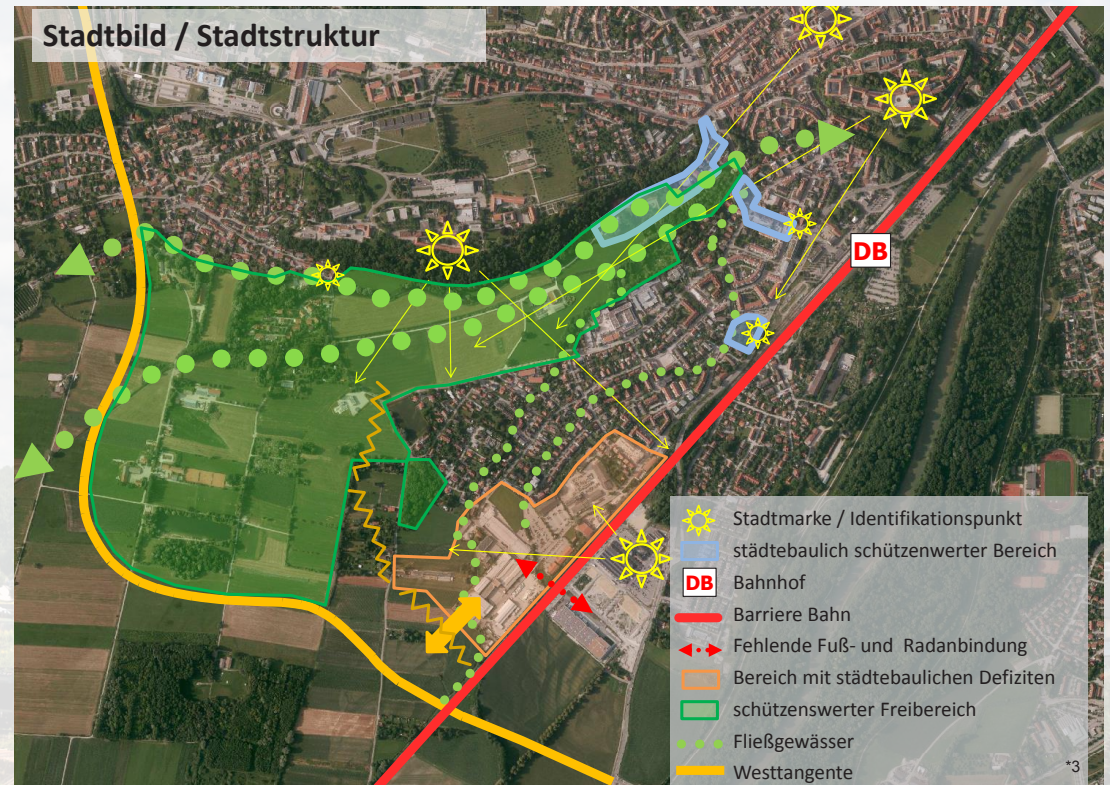 Stadtbild / Stadtstruktur
DB
Stadtmarke / Identifikationspunkt
städtebaulich schützenwerter Bereich
DB Bahnhof
Barriere Bahn
Fehlende Fuß- und Radanbindung
Bereich mit städtebaulichen Defiziten
schützenswerter Freibereich
Fließgewässer
Westtangente
*3